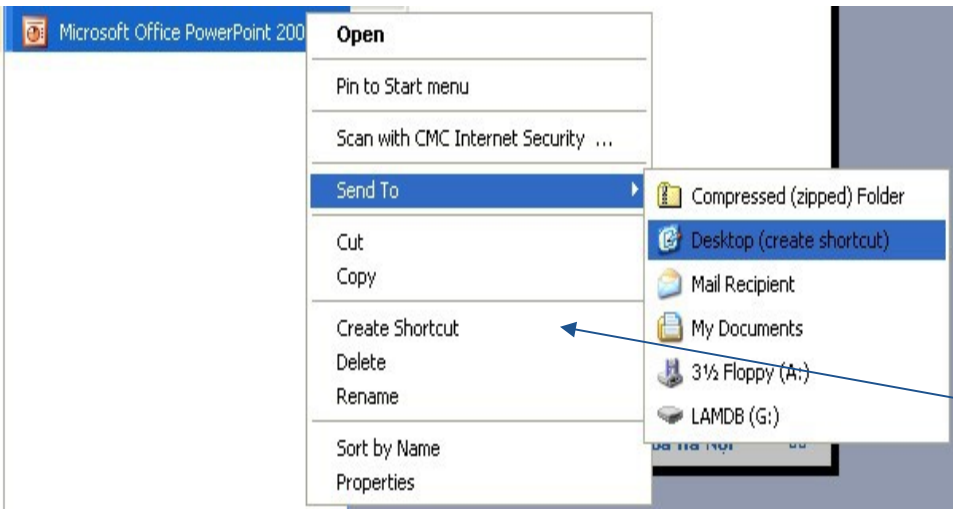 Microsoft Office PowerPoint 200
Open
Pin to Start menu
Scan with CMC Internet Security ...
Send To
Cut
Copy
Create Shortcut
Delete
Rename
Sort by Name
Properties
Compressed (zipped) Folder
Desktop (create shortcut)
Mail Recipient
My Documents
3½ Floppy (A:)
LAMDB (G:)